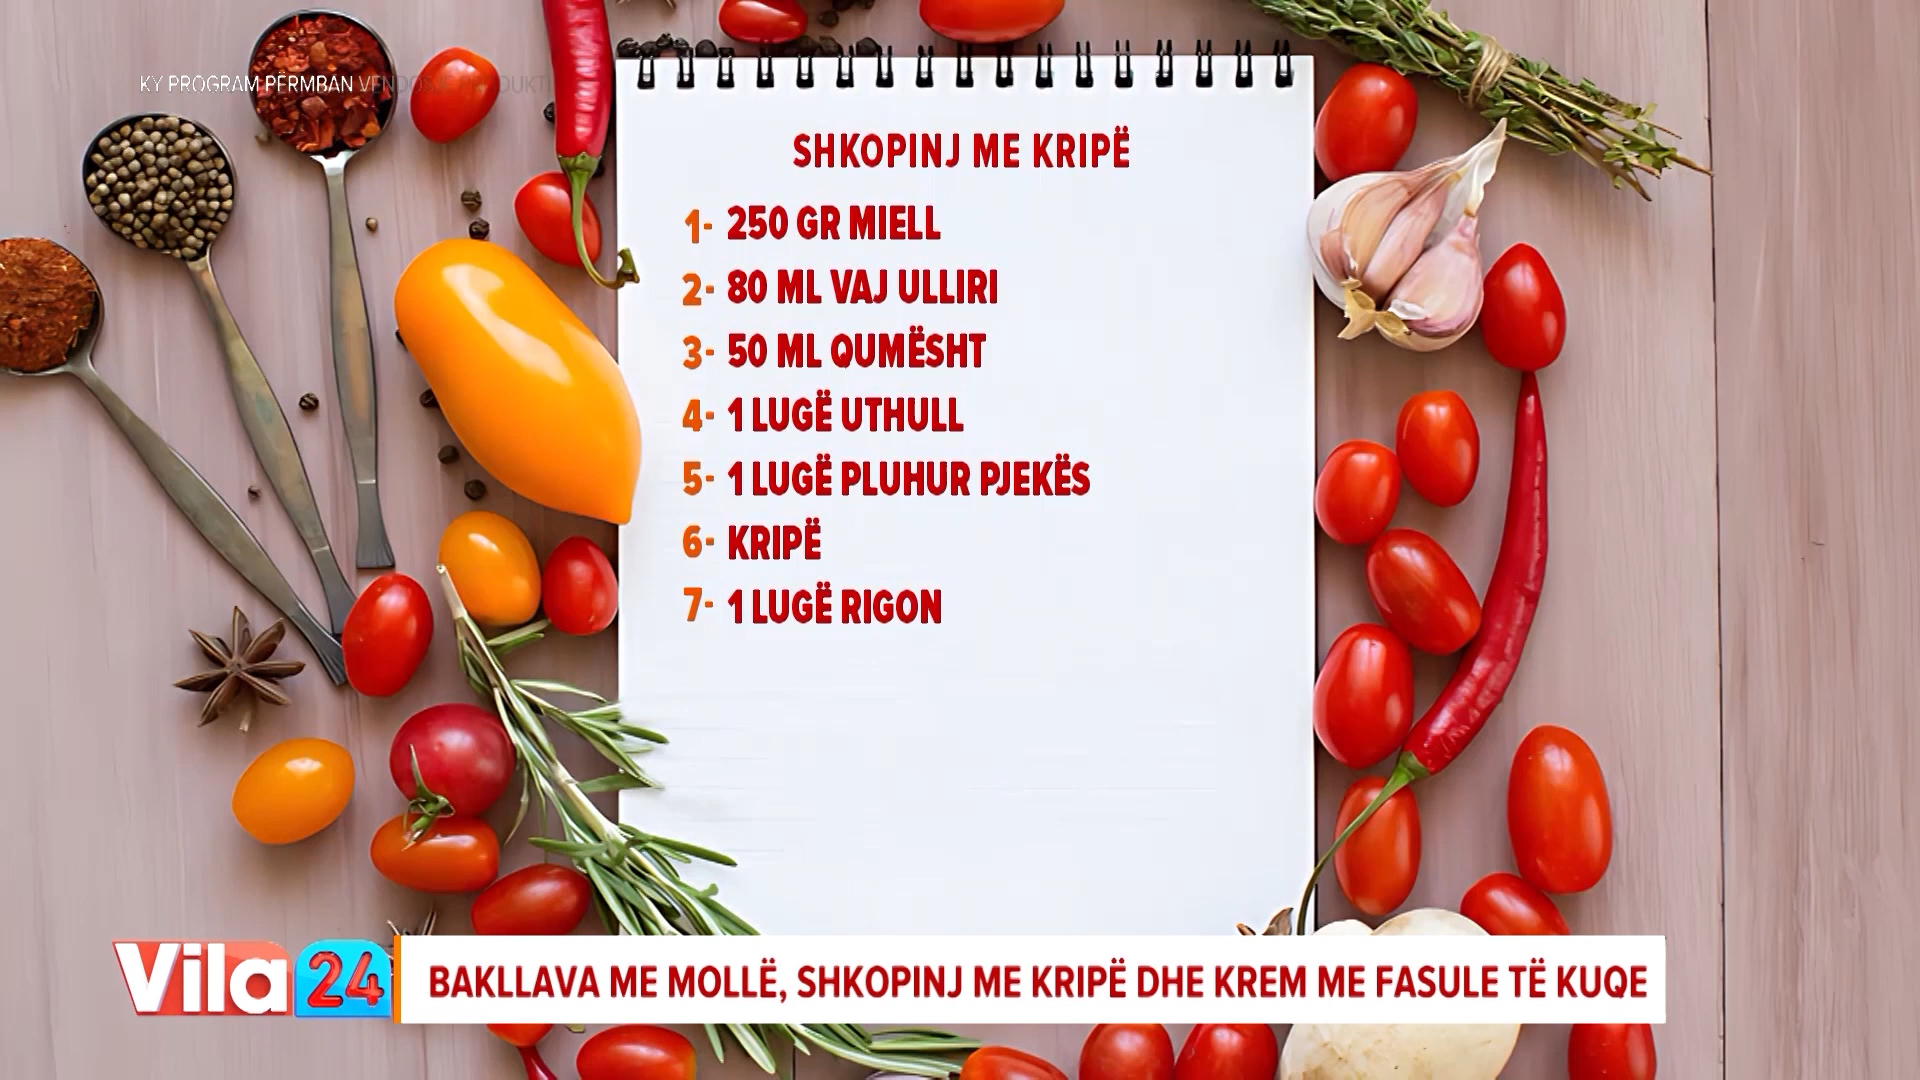 KY PROGRAM PËRMBAN VENDOSJE PRODUKTI
SHKOPINJ ME KRIPË
1- 250 GR MIELL
2- 80 ML VAJ ULLIRI
3- 50 ML QUMËSHT
4- 1 LUGË UTHULL
5- 1 LUGË PLUHUR PJEKËS
6- KRIPË
7- 1 LUGË RIGON
Vila 24
BAKLLAVA ME MOLLË, SHKOPINJ ME KRIPË DHE KREM ME FASULE TË KUQE